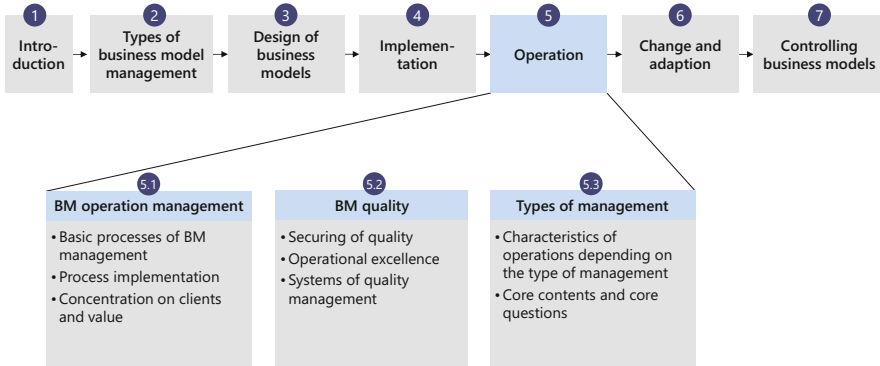 1
Intro-
duction
2
Types of
business model
management
3
Design of
business
models
4
Implemen-
tation
5
Operation
6
Change and
adaption
7
Controlling
business models
5.1
BM operation management
• Basic processes of BM
management
• Process implementation
• Concentration on clients
and value
5.2
BM quality
• Securing of quality
• Operational excellence
• Systems of quality
management
5.3
Types of management
• Characteristics of
operations depending on
the type of management
• Core contents and core
questions